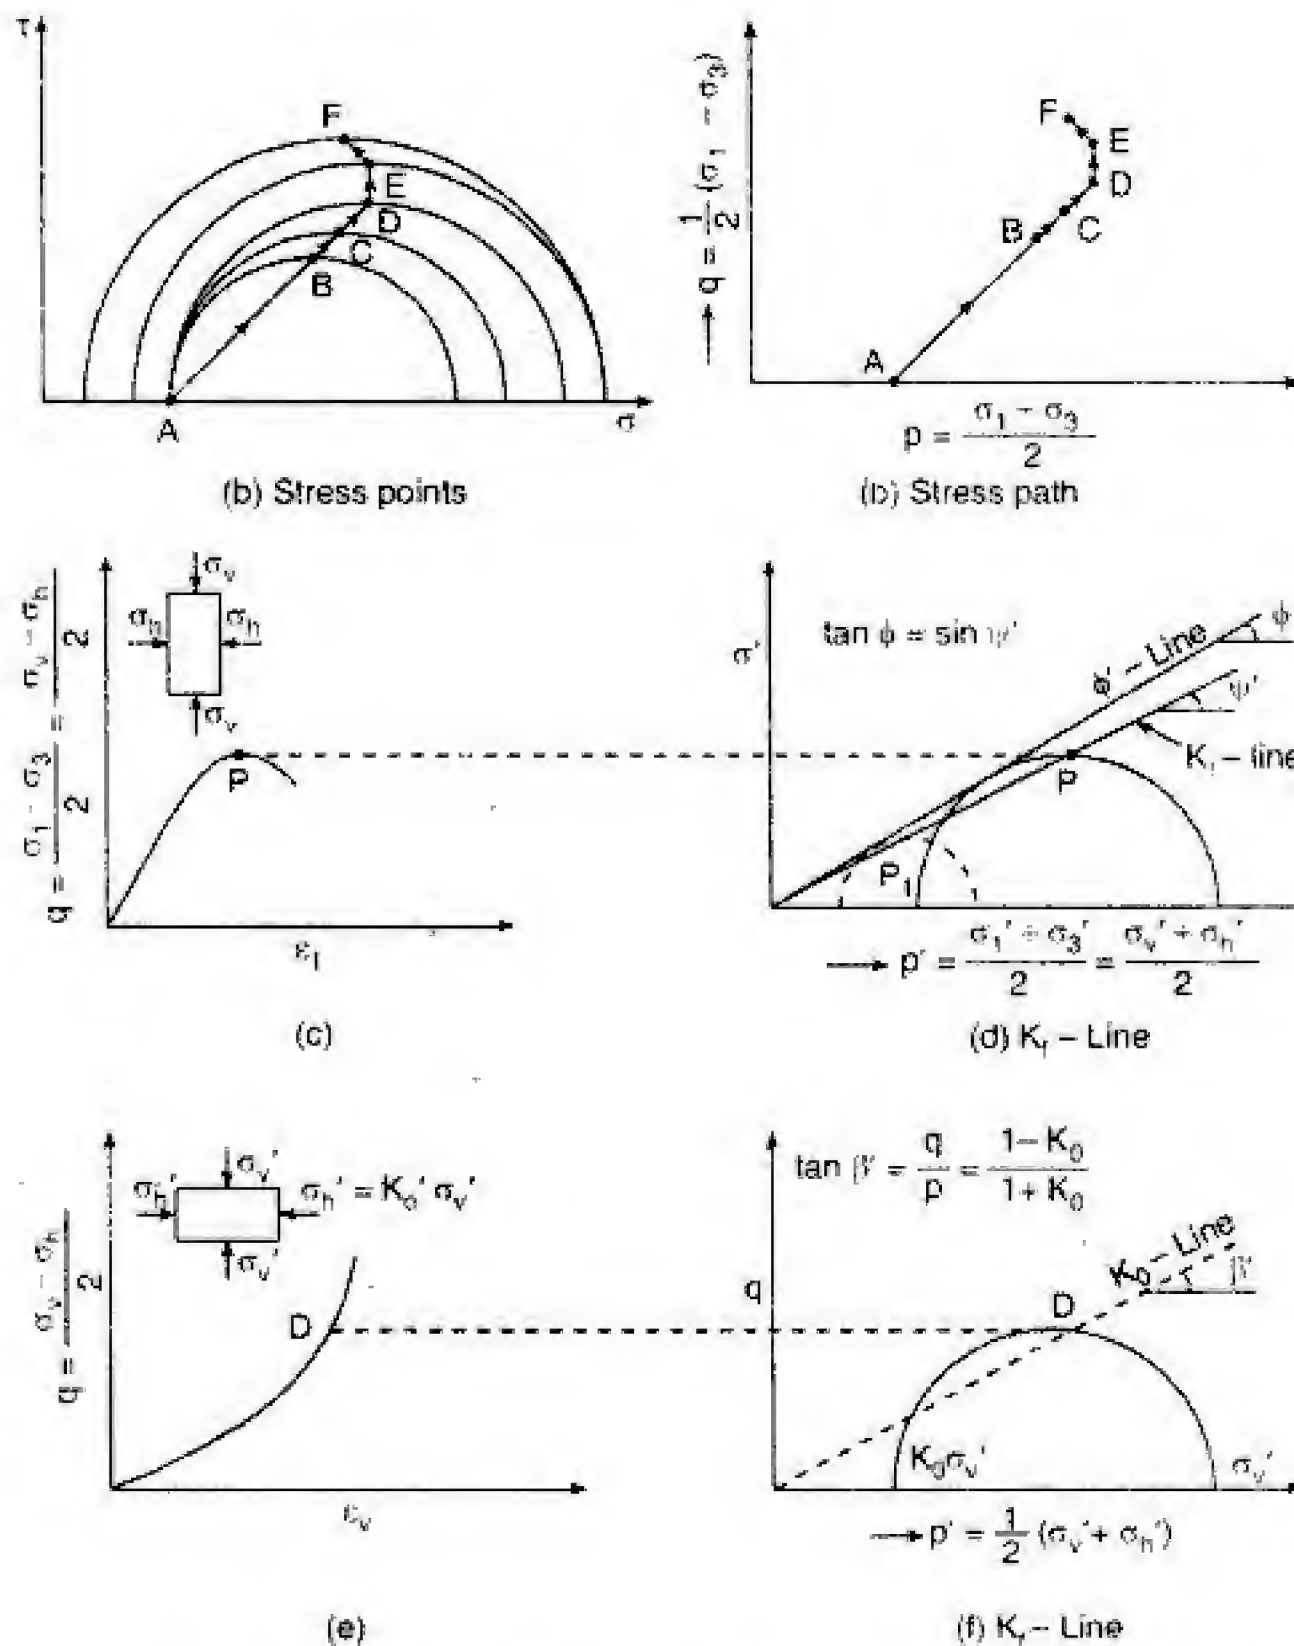 τ
F
E
D
C
B
A
σ
(b) Stress points
q = 1/2 (σ₁ - σ₃)
F
E
D
C
B
A
p = (σ₁ - σ₃)/2
(b) Stress path
q = (σ₁ - σ₃)/2 = (σᵥ - σₕ)/2
σᵥ
σₕ
σₕ
σᵥ
P
ε₁
(c)
tan ϕ = sin ψ'
σ'
ϕ' - Line
ϕ
ψ'
K_f - line
P
P₁
p' = (σ₁' + σ₃')/2 = (σᵥ' + σₕ')/2
(d) K_f – Line
q = (σᵥ - σₕ)/2
σᵥ'
σₕ'
σₕ' = K₀' σᵥ'
σᵥ'
D
εᵥ
(e)
tan β' = q/p = (1 - K₀)/(1 + K₀)
K₀ - Line
β'
q
D
K₀σᵥ'
σᵥ'
p' = 1/2 (σᵥ' + σₕ')
(f) K_f – Line